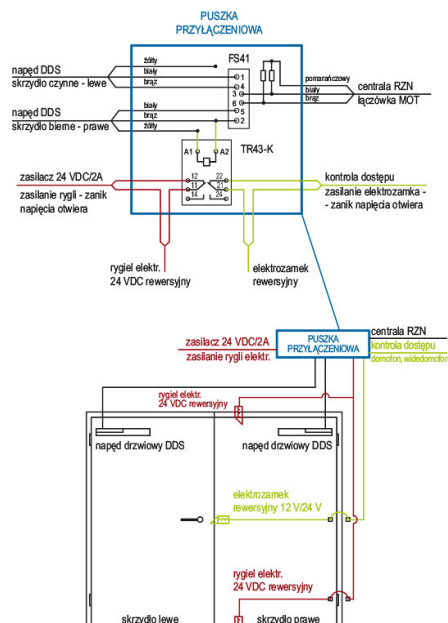 PUSZKA
PRZYŁĄCZENIOWA
żółty
FS41
napęd DDS
biały
skrzydło czynne - lewe
brąz
1
4
3
6
5
2
pomarańczowy
biały
brąz
centrala RZN
łączówka MOT
napęd DDS
biały
skrzydło bierne - prawe
brąz
żółty
A1
A2
TR43-K
zasilacz 24 VDC/2A
zasilanie rygli - zanik
napięcia otwiera
12
11
14
22
21
24
kontrola dostępu
zasilanie elektrozamka -
- zanik napięcia otwiera
rygiel elektr.
24 VDC rewersyjny
elektrozamek
rewersyjny
zasilacz 24 VDC/2A
zasilanie rygli elektr.
PUSZKA
PRZYŁĄCZENIOWA
centrala RZN
kontrola dostępu
domofon, widedomofon
rygiel elektr.
24 VDC rewersyjny
napęd drzwiowy DDS
napęd drzwiowy DDS
elektrozamek
rewersyjny 12 V/24 V
rygiel elektr.
24 VDC rewersyjny
skrzydło lewe
skrzydło prawe